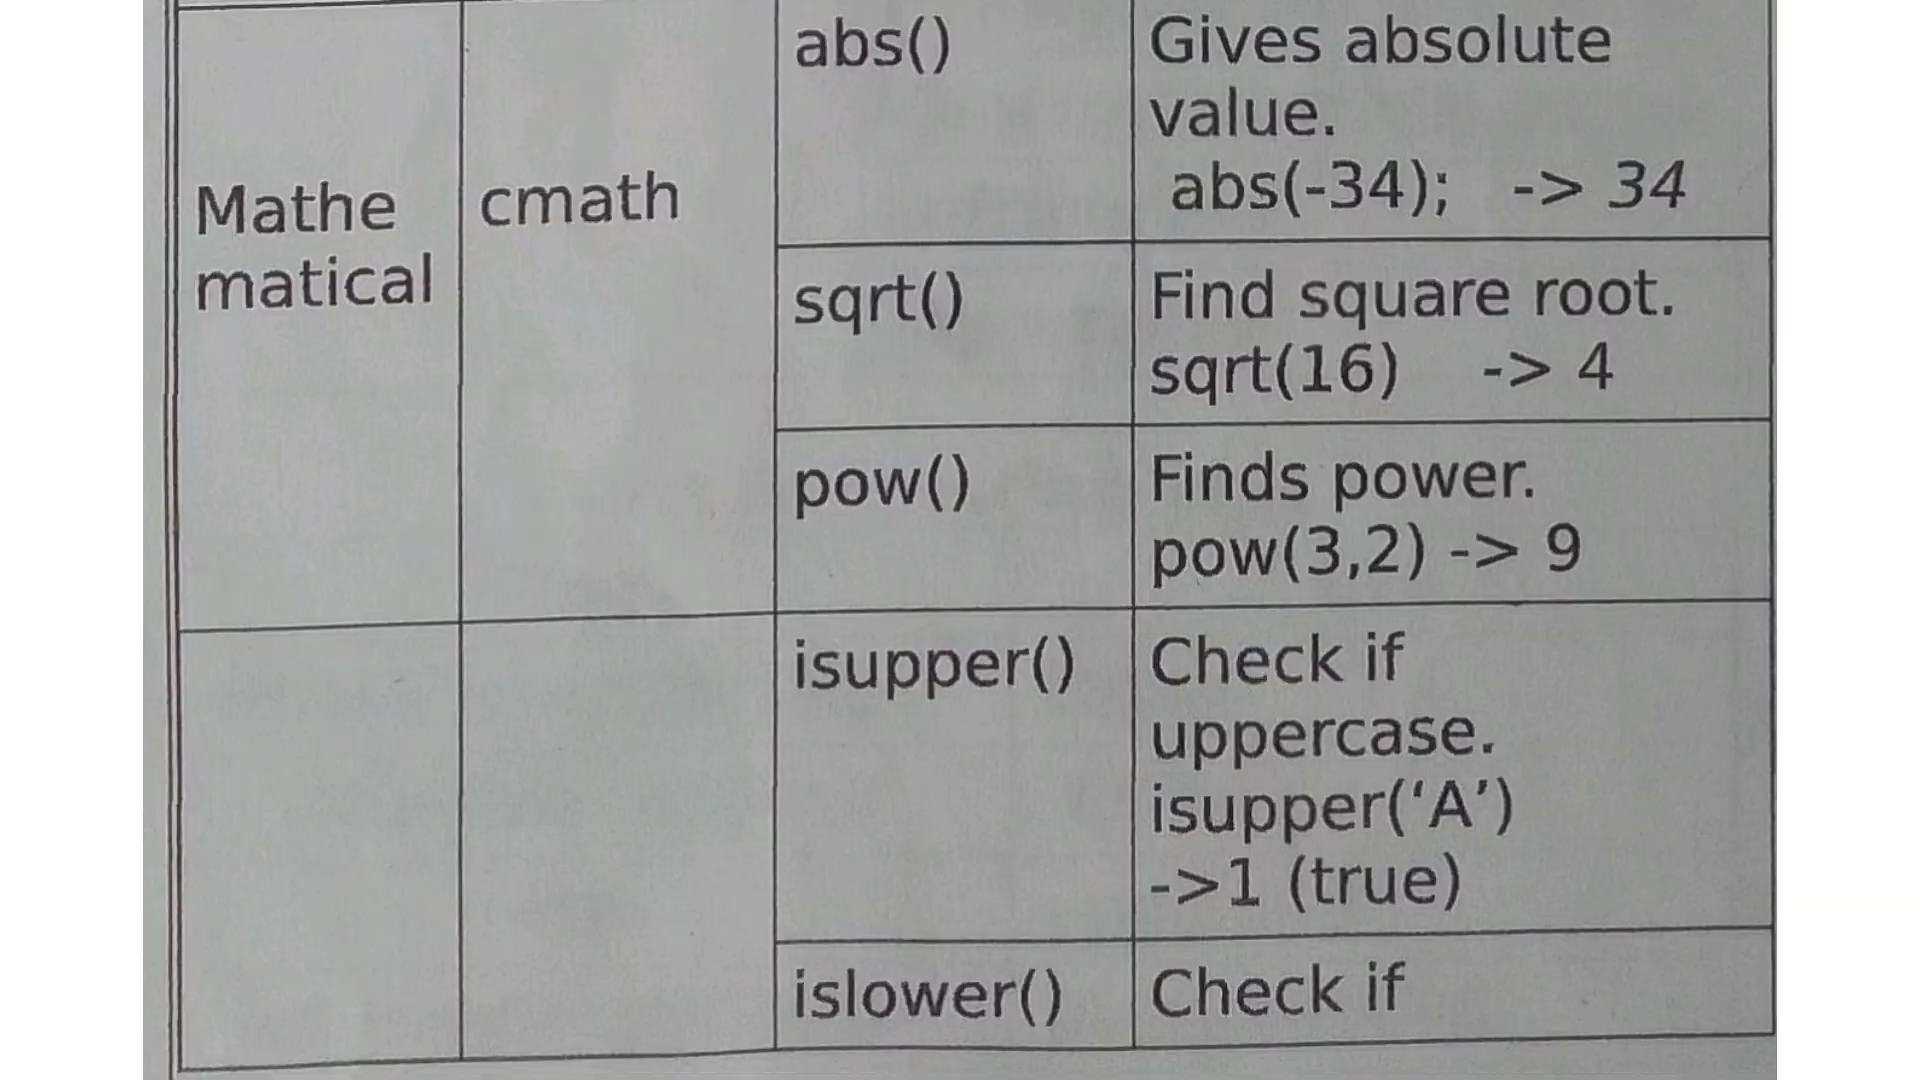 Mathe
matical
cmath
abs()
Gives absolute
value.
abs(-34);   -> 34
sqrt()
Find square root.
sqrt(16)    -> 4
pow()
Finds power.
pow(3,2) -> 9
isupper()
Check if
uppercase.
isupper(‘A’)
->1 (true)
islower()
Check if